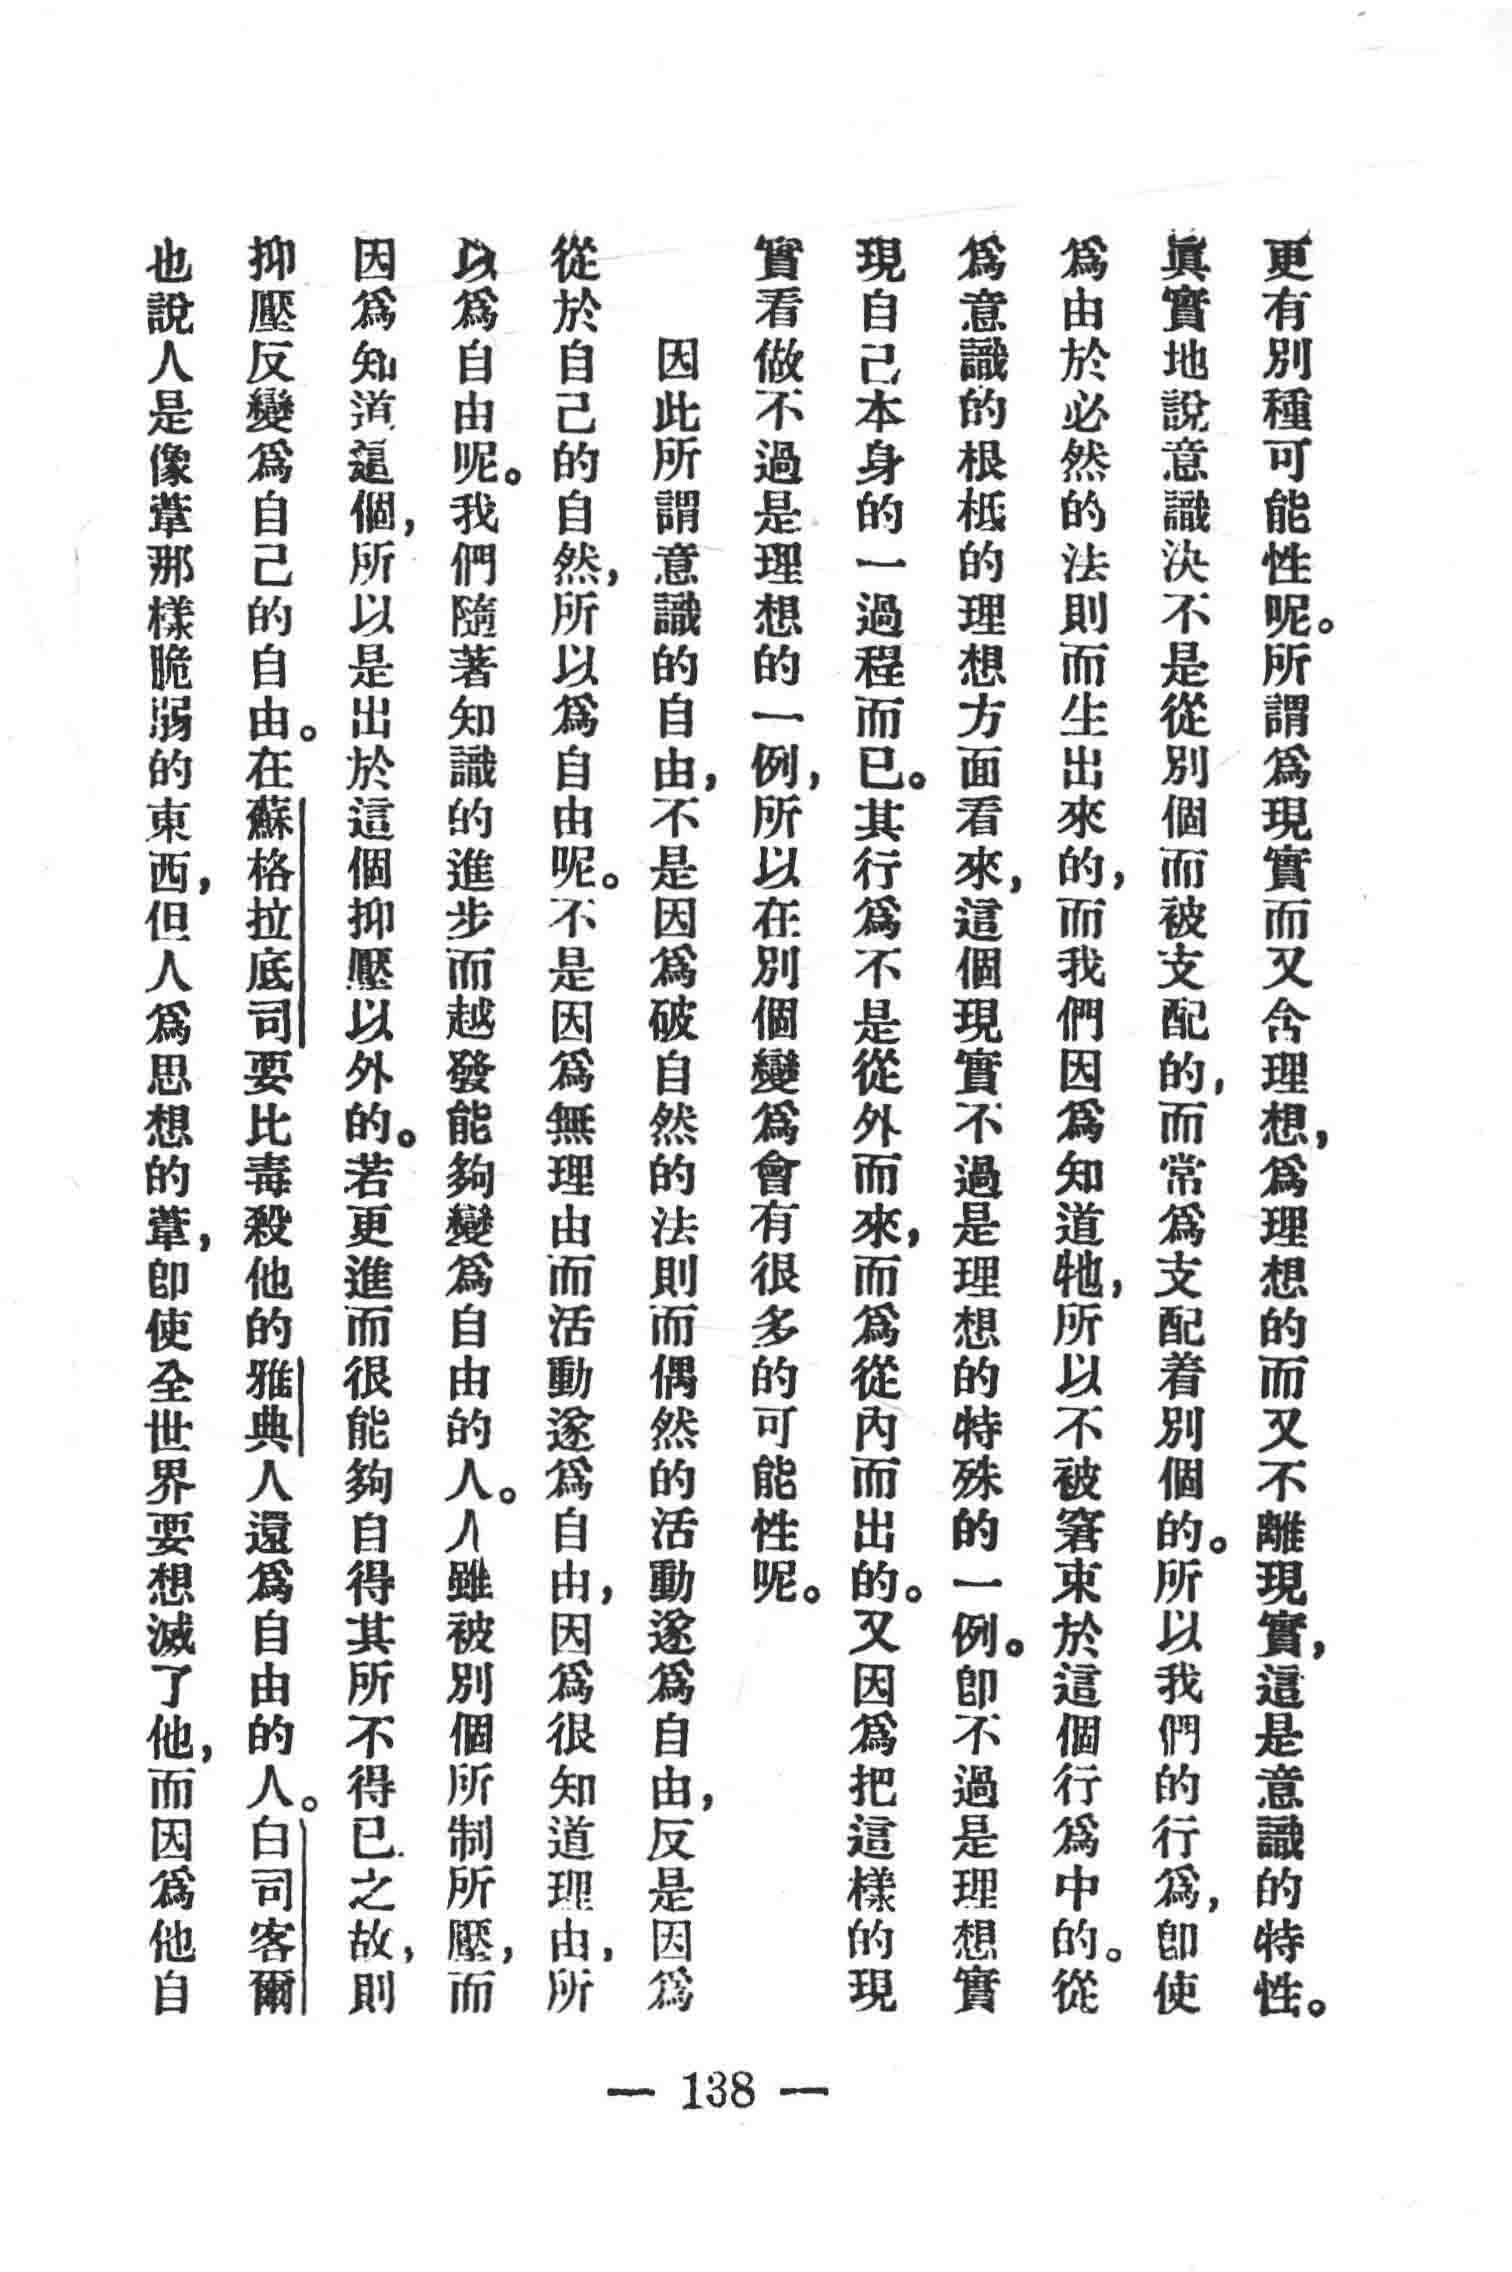 更有別種可能性呢。所謂爲現實而又含理想，爲理想的而又不離現實，這是意識的特性。
眞實地說意識決不是從別個而被支配的，而常爲支配着別個的。所以我們的行爲，卽使
爲由於必然的法則而生出來的，而我們因爲知道牠，所以不被窘束於這個行爲中的。從
爲意識的根柢的理想方面看來，這個現實不過是理想的特殊的一例。卽不過是理想實
現自己本身的一過程而已。其行爲不是從外而來，而爲從內而出的。又因爲把這樣的現
實看做不過是理想的一例，所以在別個變爲會有很多的可能性呢。
因此所謂意識的自由，不是因爲破自然的法則而偶然的活動遂爲自由，反是因爲
從於自己的自然，所以爲自由呢。不是因爲無理由而活動遂爲自由，因爲很知道理由，所
以爲自由呢。我們隨著知識的進步而越發能夠變爲自由的人。人雖被別個所制所壓，而
因爲知道這個，所以是出於這個抑壓以外的。若更進而很能夠自得其所不得已之故，則
抑壓反變爲自己的自由。在蘇格拉底司要比毒殺他的雅典人還爲自由的人。白司客爾
也說人是像葦那樣脆弱的東西，但人爲思想的葦，卽使全世界要想滅了他，而因爲他自
— 138 —